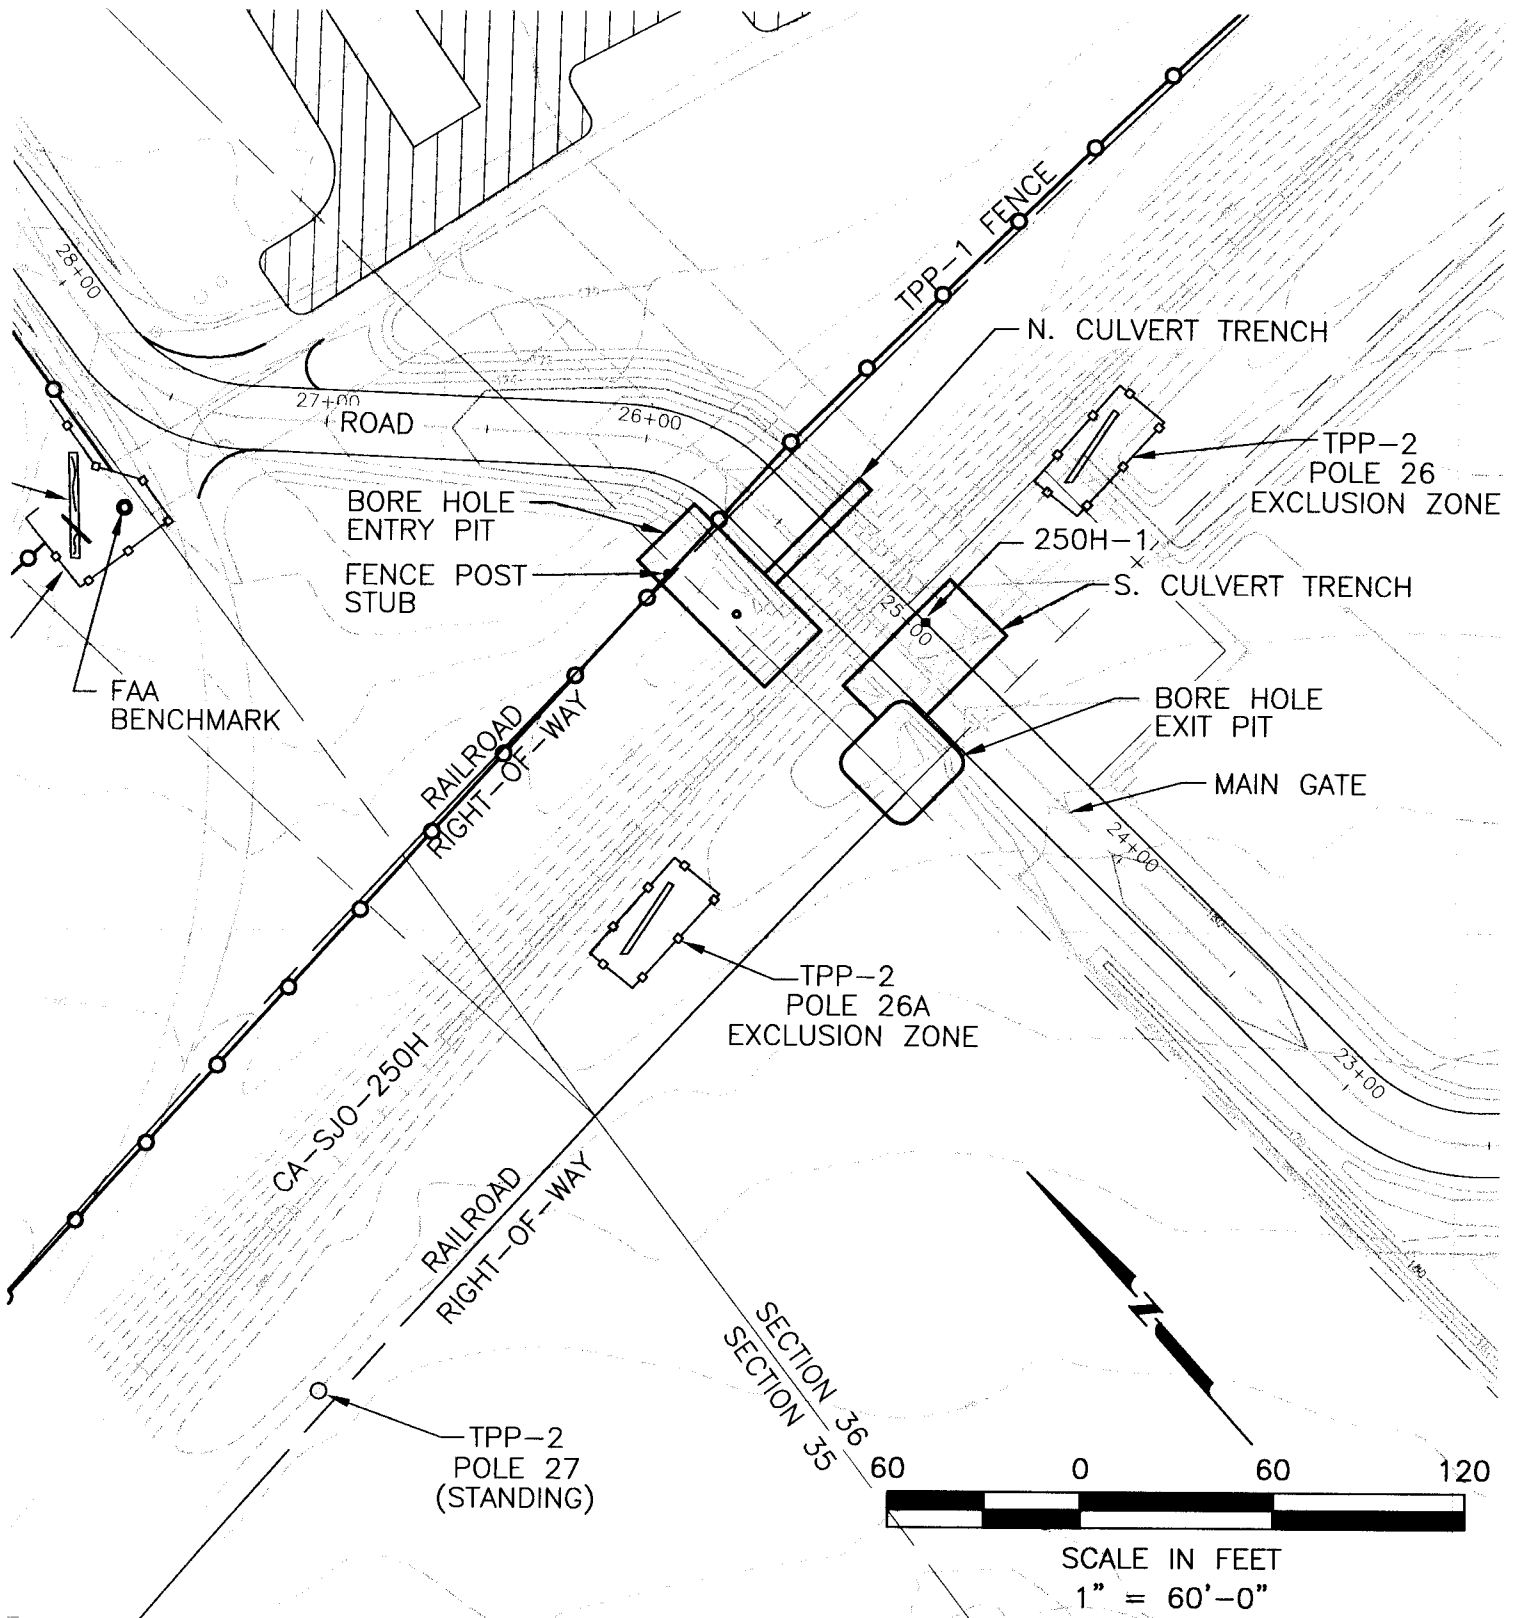 28+00
TPP-1 FENCE
N. CULVERT TRENCH
27+00
ROAD
26+00
TPP-2
POLE 26
EXCLUSION ZONE
BORE HOLE
ENTRY PIT
250H-1
FENCE POST
STUB
S. CULVERT TRENCH
25+00
FAA
BENCHMARK
RAILROAD
RIGHT-OF-WAY
BORE HOLE
EXIT PIT
MAIN GATE
24+00
TPP-2
POLE 26A
EXCLUSION ZONE
23+00
CA-SJO-250H
RAILROAD
RIGHT-OF-WAY
180
N
SECTION 36
SECTION 35
TPP-2
POLE 27
(STANDING)
60 0 60 120
SCALE IN FEET
1" = 60'-0"